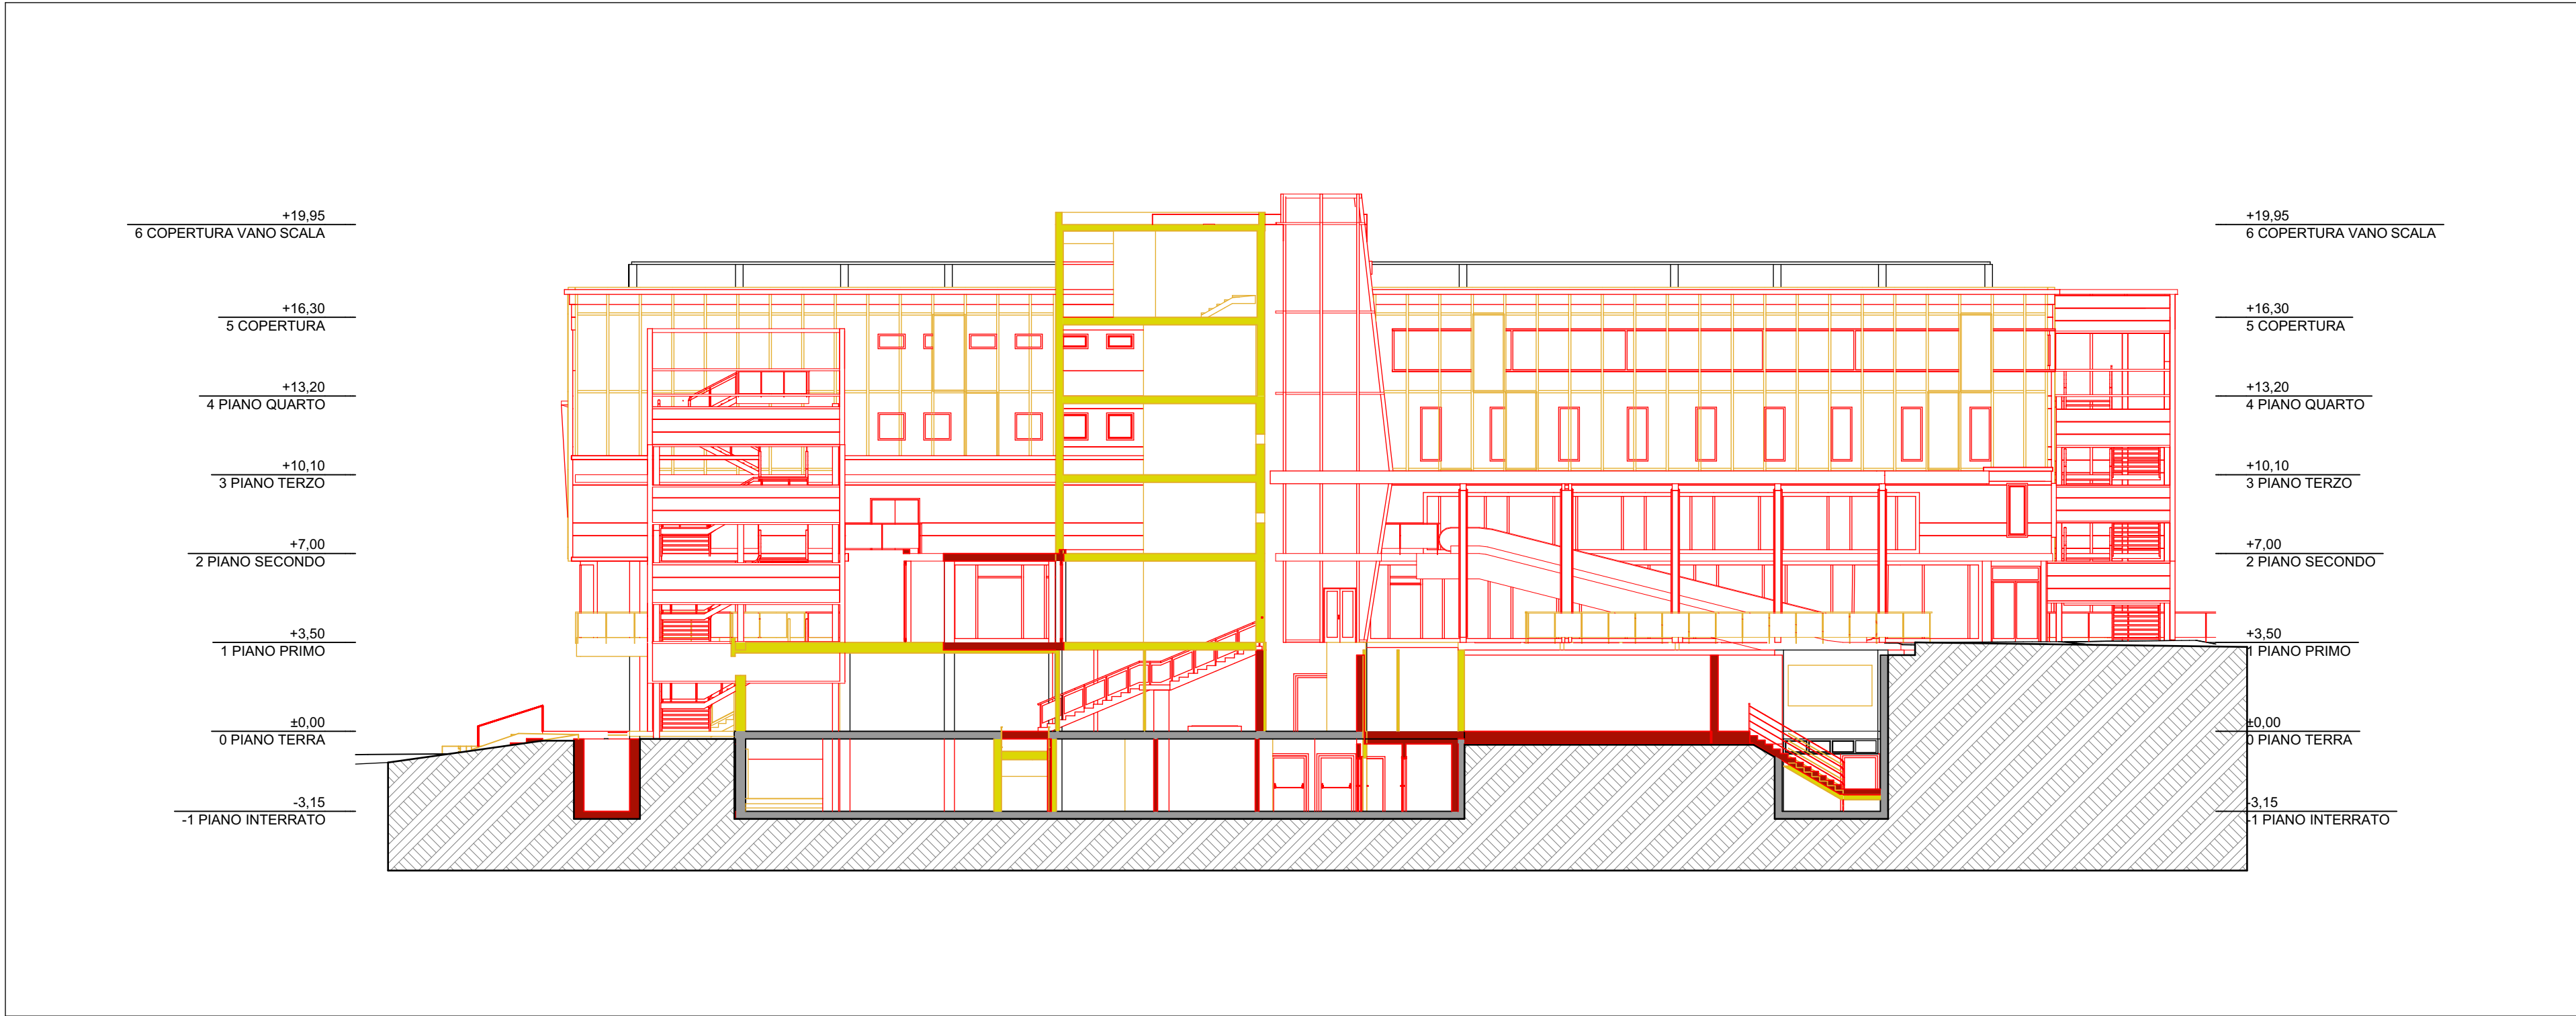 +19,95
6 COPERTURA VANO SCALA
+16,30
5 COPERTURA
+13,20
4 PIANO QUARTO
+10,10
3 PIANO TERZO
+7,00
2 PIANO SECONDO
+3,50
1 PIANO PRIMO
±0,00
0 PIANO TERRA
-3,15
-1 PIANO INTERRATO
+19,95
6 COPERTURA VANO SCALA
+16,30
5 COPERTURA
+13,20
4 PIANO QUARTO
+10,10
3 PIANO TERZO
+7,00
2 PIANO SECONDO
+3,50
1 PIANO PRIMO
±0,00
0 PIANO TERRA
-3,15
-1 PIANO INTERRATO